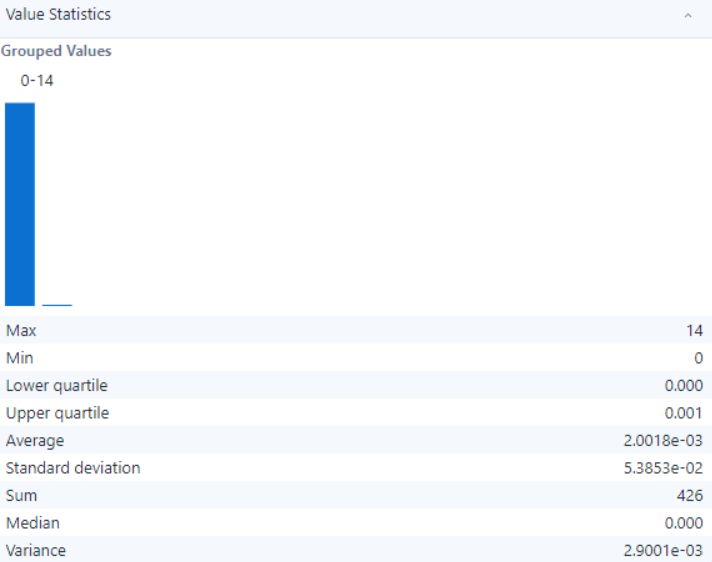 Value Statistics
Grouped Values
0-14
Max 14
Min 0
Lower quartile 0.000
Upper quartile 0.001
Average 2.0018e-03
Standard deviation 5.3853e-02
Sum 426
Median 0.000
Variance 2.9001e-03